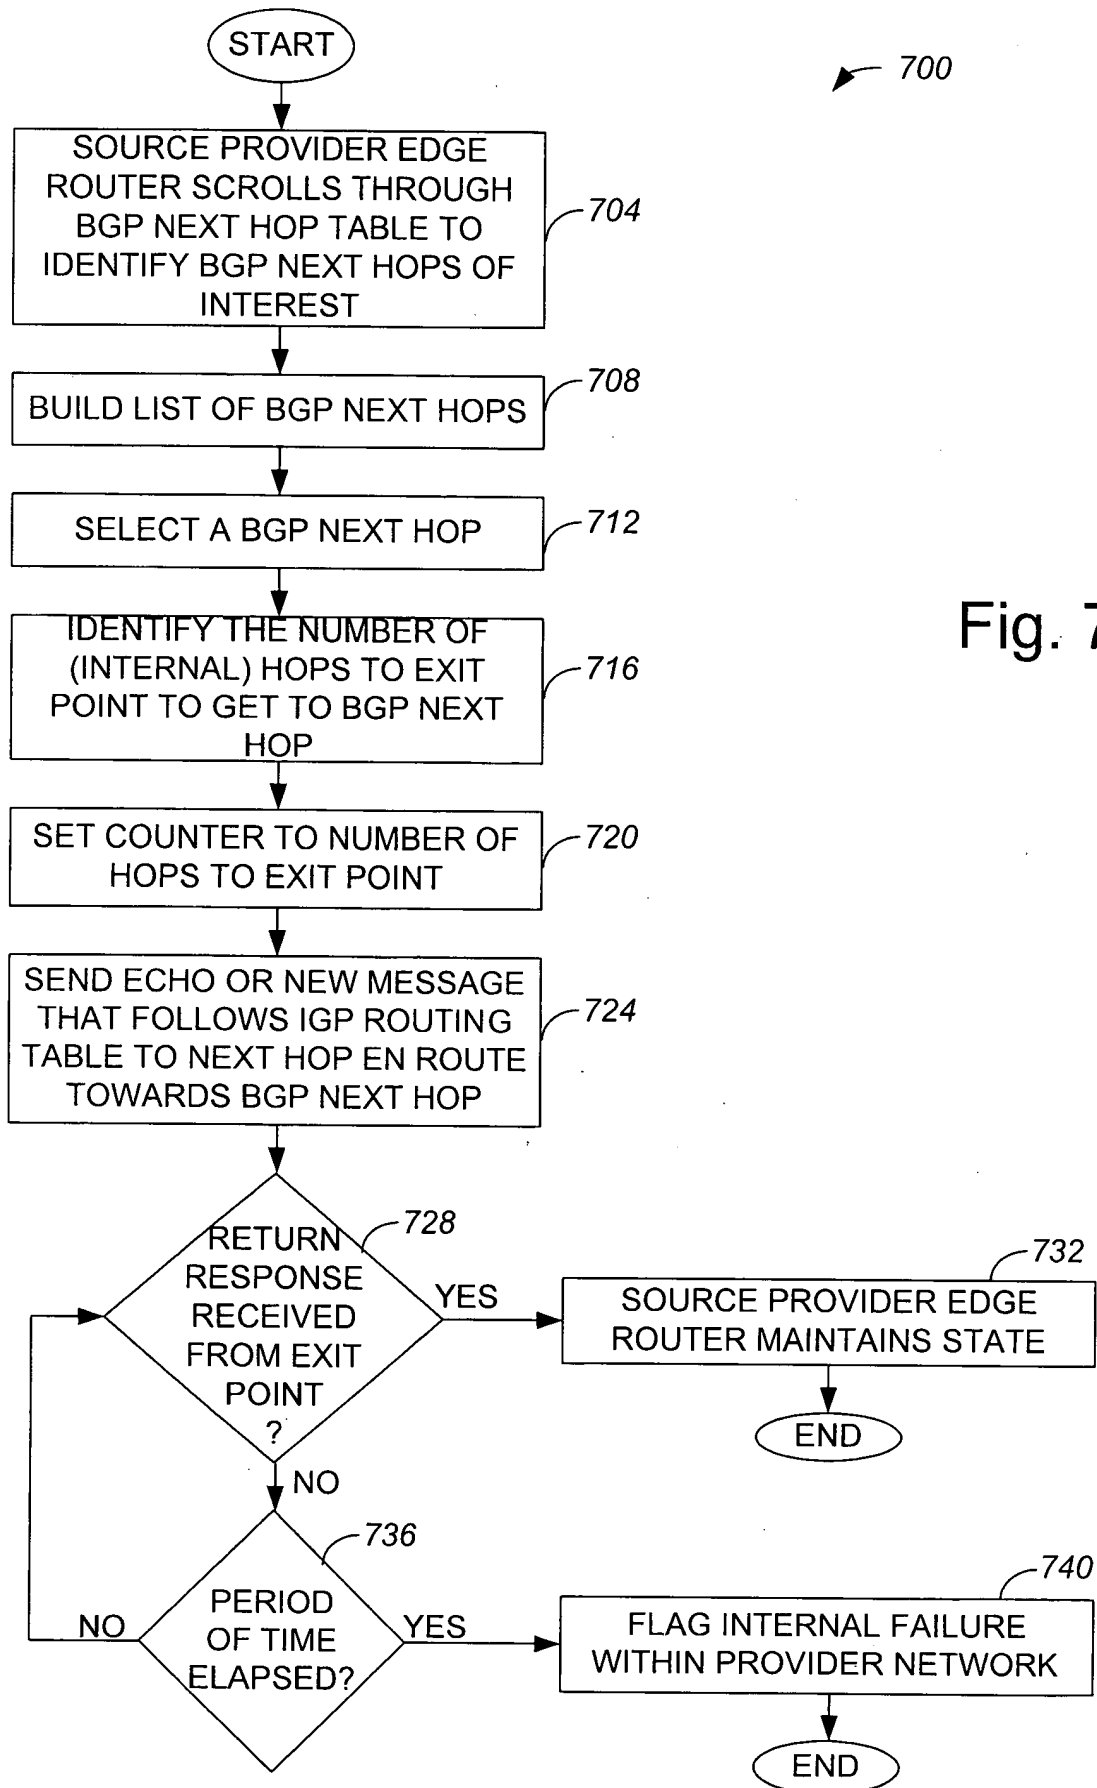 START
700
SOURCE PROVIDER EDGE
ROUTER SCROLLS THROUGH
BGP NEXT HOP TABLE TO
IDENTIFY BGP NEXT HOPS OF
INTEREST
704
BUILD LIST OF BGP NEXT HOPS
708
SELECT A BGP NEXT HOP
712
IDENTIFY THE NUMBER OF
(INTERNAL) HOPS TO EXIT
POINT TO GET TO BGP NEXT
HOP
716
Fig. 7
SET COUNTER TO NUMBER OF
HOPS TO EXIT POINT
720
SEND ECHO OR NEW MESSAGE
THAT FOLLOWS IGP ROUTING
TABLE TO NEXT HOP EN ROUTE
TOWARDS BGP NEXT HOP
724
RETURN
RESPONSE
RECEIVED
FROM EXIT
POINT
?
728
YES
SOURCE PROVIDER EDGE
ROUTER MAINTAINS STATE
732
END
NO
PERIOD
OF TIME
ELAPSED?
736
NO
YES
FLAG INTERNAL FAILURE
WITHIN PROVIDER NETWORK
740
END